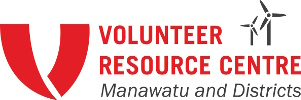 VOLUNTEER
RESOURCE CENTRE
Manawatu and Districts